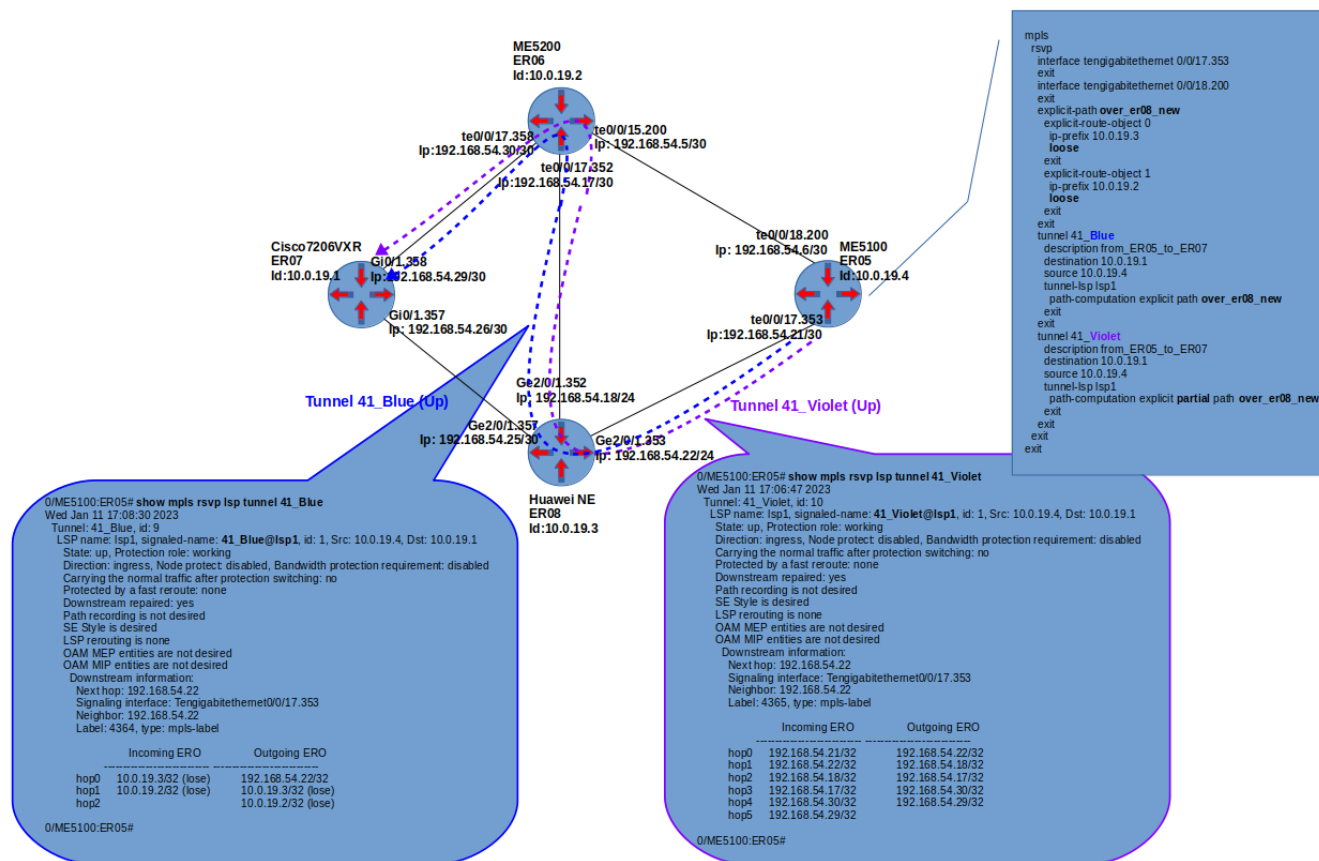 ME5200
ER06
Id:10.0.19.2
te0/0/17.358
Ip:192.168.54.30/30
te0/0/15.200
Ip: 192.168.54.5/30
te0/0/17.352
Ip:192.168.54.17/30
Cisco7206VXR
ER07
Id:10.0.19.1
Gi0/1.358
Ip:192.168.54.29/30
Gi0/1.357
Ip: 192.168.54.26/30
te0/0/18.200
Ip: 192.168.54.6/30
ME5100
ER05
Id:10.0.19.4
te0/0/17.353
Ip:192.168.54.21/30
Ge2/0/1.352
Ip: 192.168.54.18/24
Tunnel 41_Blue (Up)
Tunnel 41_Violet (Up)
Ge2/0/1.357
Ip: 192.168.54.25/30
Ge2/0/1.353
Ip: 192.168.54.22/24
Huawei NE
ER08
Id:10.0.19.3
mpls
rsvp
interface tengigabitethernet 0/0/17.353
exit
interface tengigabitethernet 0/0/18.200
exit
explicit-path over_er08_new
explicit-route-object 0
ip-prefix 10.0.19.3
loose
exit
explicit-route-object 1
ip-prefix 10.0.19.2
loose
exit
exit
tunnel 41_Blue
description from_ER05_to_ER07
destination 10.0.19.1
source 10.0.19.4
tunnel-lsp lsp1
path-computation explicit path over_er08_new
exit
exit
tunnel 41_Violet
description from_ER05_to_ER07
destination 10.0.19.1
source 10.0.19.4
tunnel-lsp lsp1
path-computation explicit partial path over_er08_new
exit
exit
exit
exit
0/ME5100:ER05# show mpls rsvp lsp tunnel 41_Blue
Wed Jan 11 17:08:30 2023
Tunnel: 41_Blue, id: 9
LSP name: lsp1, signaled-name: 41_Blue@lsp1, id: 1, Src: 10.0.19.4, Dst: 10.0.19.1
State: up, Protection role: working
Direction: ingress, Node protect: disabled, Bandwidth protection requirement: disabled
Carrying the normal traffic after protection switching: no
Protected by a fast reroute: none
Downstream repaired: yes
Path recording is not desired
SE Style is desired
LSP rerouting is none
OAM MEP entities are not desired
OAM MIP entities are not desired
Downstream information:
Next hop: 192.168.54.22
Signaling interface: Tengigabitethernet0/0/17.353
Neighbor: 192.168.54.22
Label: 4364, type: mpls-label
Incoming ERO Outgoing ERO
------------------------------ ------------------------------
hop0 10.0.19.3/32 (lose) 192.168.54.22/32
hop1 10.0.19.2/32 (lose) 10.0.19.3/32 (lose)
hop2 10.0.19.2/32 (lose)
0/ME5100:ER05#
0/ME5100:ER05# show mpls rsvp lsp tunnel 41_Violet
Wed Jan 11 17:06:47 2023
Tunnel: 41_Violet, id: 10
LSP name: lsp1, signaled-name: 41_Violet@lsp1, id: 1, Src: 10.0.19.4, Dst: 10.0.19.1
State: up, Protection role: working
Direction: ingress, Node protect: disabled, Bandwidth protection requirement: disabled
Carrying the normal traffic after protection switching: no
Protected by a fast reroute: none
Downstream repaired: yes
Path recording is not desired
SE Style is desired
LSP rerouting is none
OAM MEP entities are not desired
OAM MIP entities are not desired
Downstream information:
Next hop: 192.168.54.22
Signaling interface: Tengigabitethernet0/0/17.353
Neighbor: 192.168.54.22
Label: 4365, type: mpls-label
Incoming ERO Outgoing ERO
------------------------------ ------------------------------
hop0 192.168.54.21/32 192.168.54.22/32
hop1 192.168.54.22/32 192.168.54.18/32
hop2 192.168.54.18/32 192.168.54.17/32
hop3 192.168.54.17/32 192.168.54.30/32
hop4 192.168.54.30/32 192.168.54.29/32
hop5 192.168.54.29/32
0/ME5100:ER05#